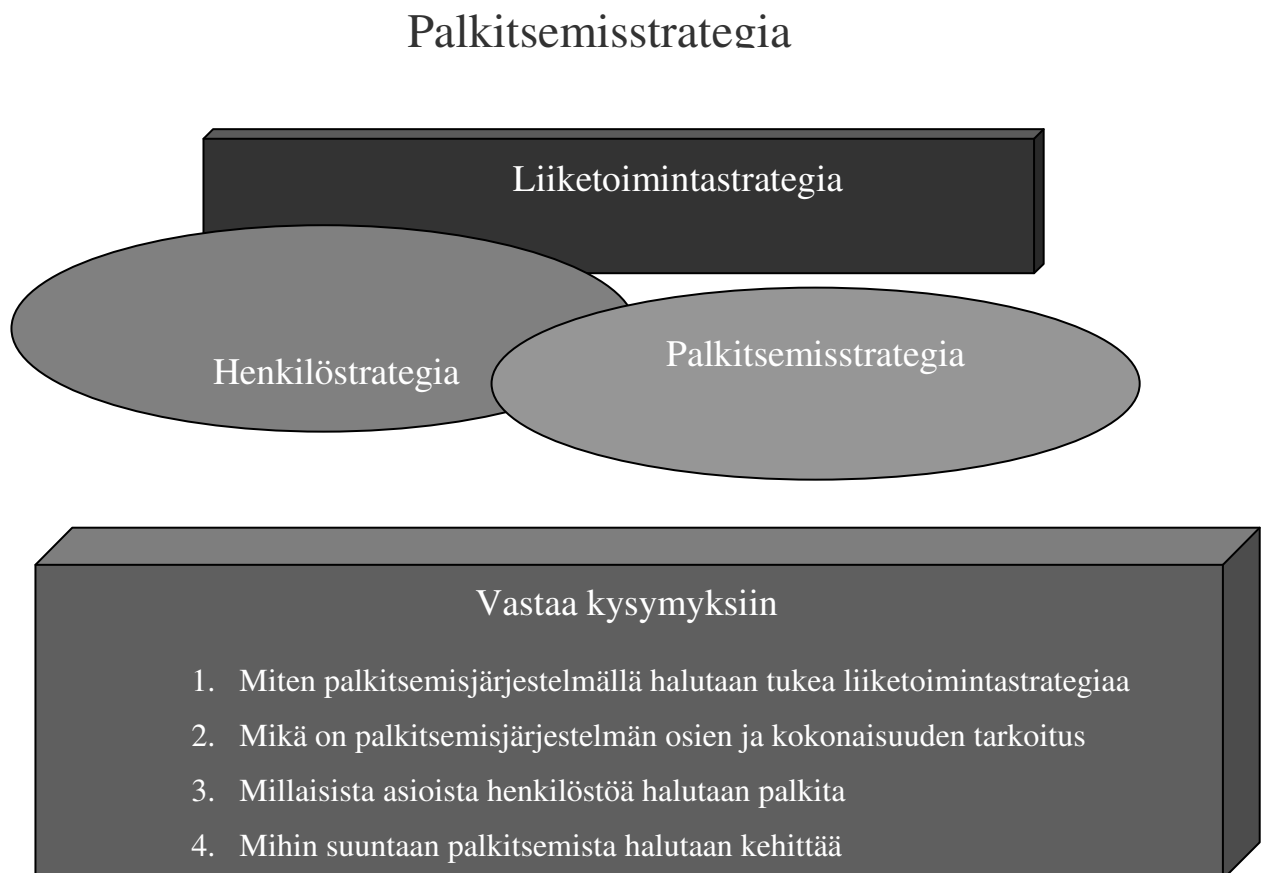 Palkitsemisstrategia
Liiketoimintastrategia
Henkilöstrategia
Palkitsemisstrategia
Vastaa kysymyksiin
1. Miten palkitsemisjärjestelmällä halutaan tukea liiketoimintastrategiaa
2. Mikä on palkitsemisjärjestelmän osien ja kokonaisuuden tarkoitus
3. Millaisista asioista henkilöstöä halutaan palkita
4. Mihin suuntaan palkitsemista halutaan kehittää